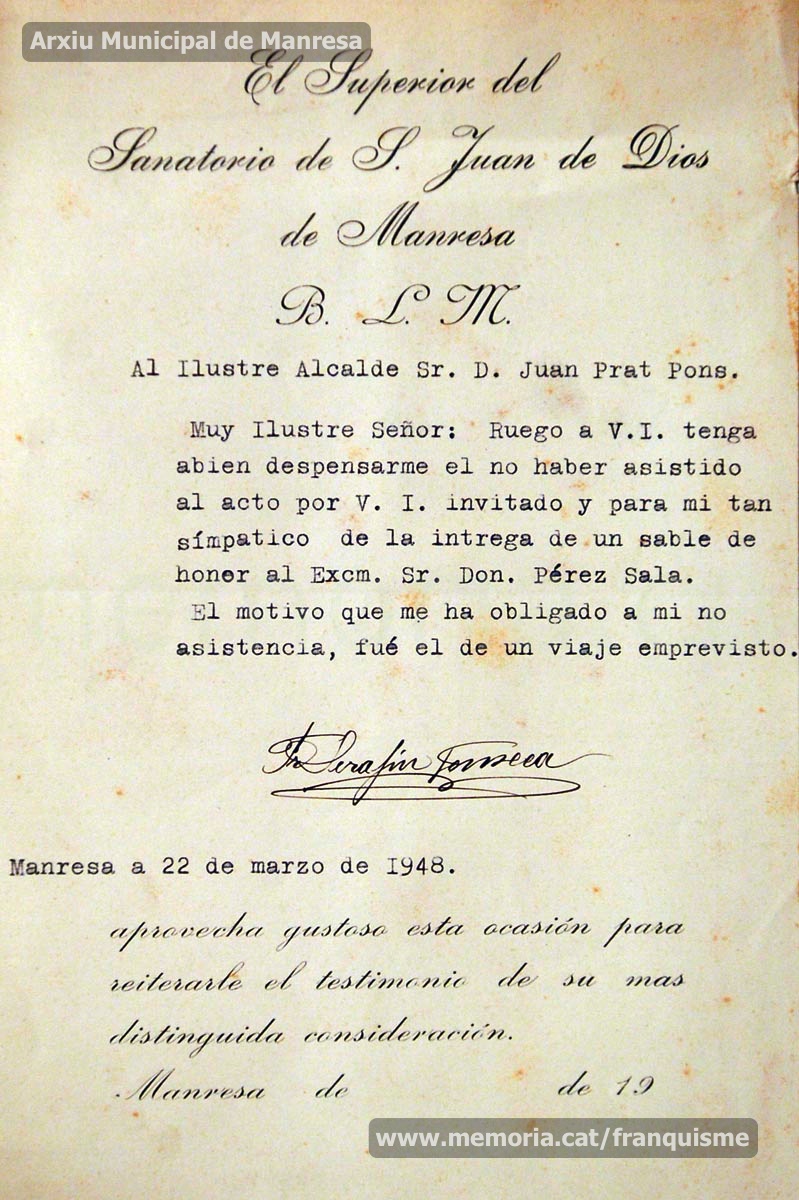 Arxiu Municipal de Manresa
El Superior del
Sanatorio de S. Juan de Dios
de Manresa
B. L. M.
Al Ilustre Alcalde Sr. D. Juan Prat Pons.
Muy Ilustre Señor: Ruego a V.I. tenga
abien despensarme el no haber asistido
al acto por V. I. invitado y para mi tan
símpatico de la intrega de un sable de
honor al Excm. Sr. Don. Pérez Sala.
El motivo que me ha obligado a mi no
asistencia, fué el de un viaje emprevisto.
Fr Serafín Fonseca
Manresa a 22 de marzo de 1948.
aprovecha gustoso esta ocasión para
reiterarle el testimonio de su mas
distinguida consideración.
Manresa de de 19
www.memoria.cat/franquisme